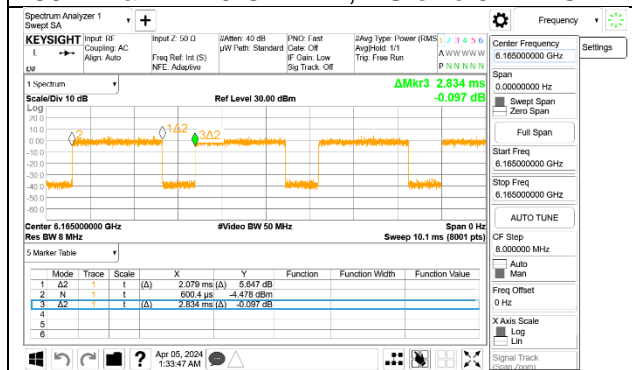 Spectrum Analyzer 1
Swept SA
Frequency
KEYSIGHT Input: RF Input Z: 50 Ω #Atten: 40 dB PNO: Fast #Avg Type: Power (RMS) 1 2 3 4 5 6
L Coupling: AC µW Path: Standard Gate: Off Avg|Hold: 1/1 A W W W W W
Align: Auto Freq Ref: Int (S) IF Gain: Low Trig: Free Run
NFE: Adaptive Sig Track: Off P N N N N N
1 Spectrum ΔMkr3 2.834 ms
Scale/Div 10 dB Ref Level 30.00 dBm -0.097 dB
Log
20.0
10.0
0.00
-10.0
-20.0
-30.0
-40.0
-50.0
-60.0
2
1Δ2
3Δ2
Center 6.165000000 GHz #Video BW 50 MHz Span 0 Hz
Res BW 8 MHz Sweep 10.1 ms (8001 pts)
5 Marker Table
Mode Trace Scale X Y Function Function Width Function Value
1 Δ2 1 t (Δ) 2.079 ms (Δ) 5.647 dB
2 N 1 t 600.4 µs -4.478 dBm
3 Δ2 1 t (Δ) 2.834 ms (Δ) -0.097 dB
4
5
6
?
Apr 05, 2024
1:33:47 AM
Center Frequency
6.165000000 GHz
Settings
Span
0.00000000 Hz
Swept Span
Zero Span
Full Span
Start Freq
6.165000000 GHz
Stop Freq
6.165000000 GHz
AUTO TUNE
CF Step
8.000000 MHz
Auto
Man
Freq Offset
0 Hz
X Axis Scale
Log
Lin
Signal Track
(Span Zoom)